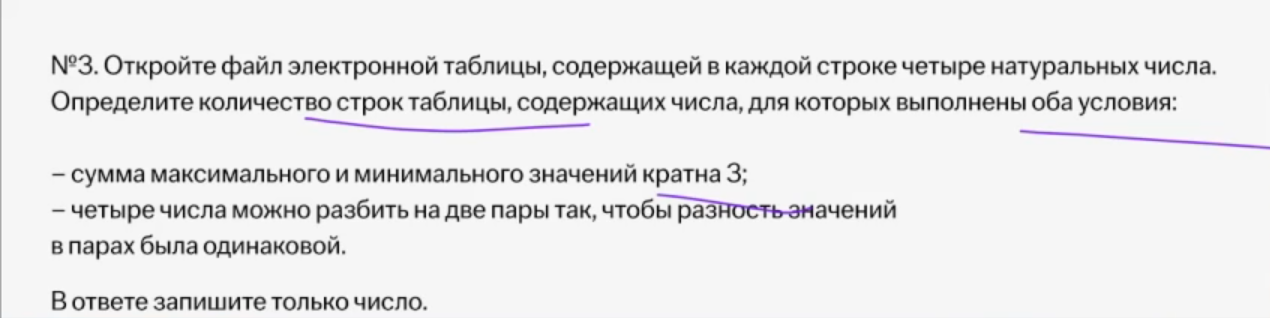 №3. Откройте файл электронной таблицы, содержащей в каждой строке четыре натуральных числа.
Определите количество строк таблицы, содержащих числа, для которых выполнены оба условия:
– сумма максимального и минимального значений кратна 3;
– четыре числа можно разбить на две пары так, чтобы разность значений
в парах была одинаковой.
В ответе запишите только число.